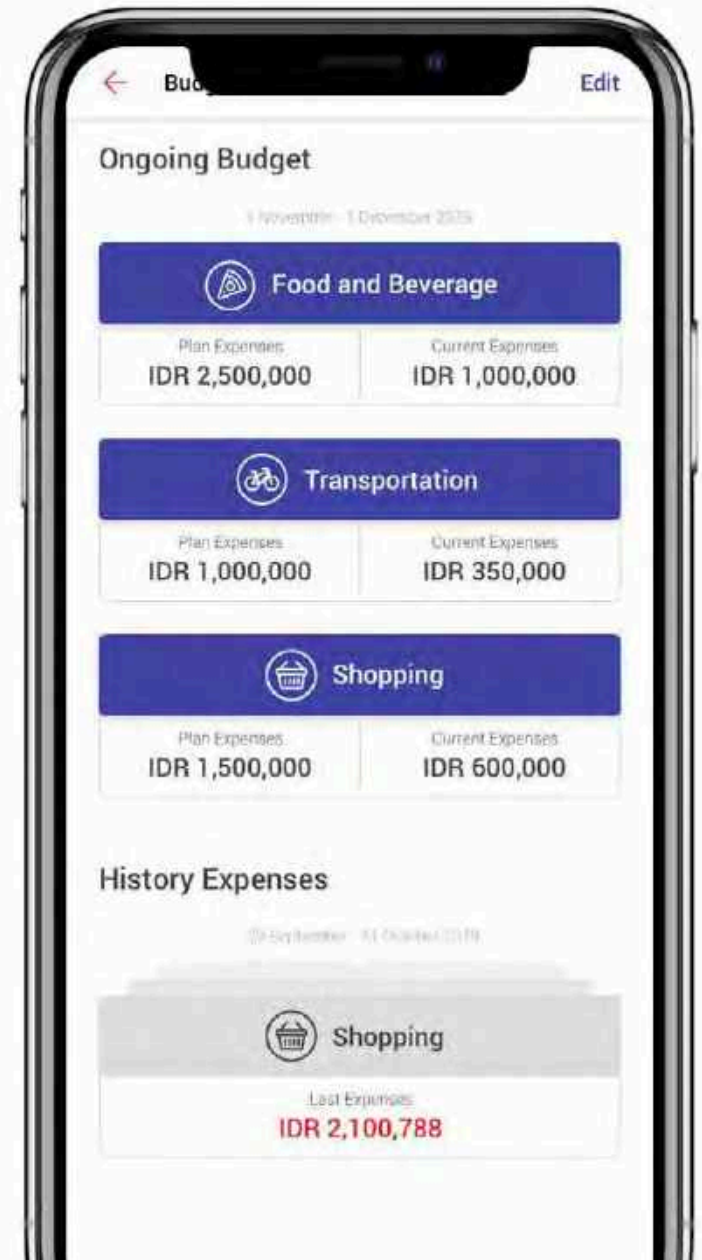 Edit
Ongoing Budget
1 December
Food and Beverage
Plan Expenses Current Expenses
IDR 2,500,000 IDR 1,000,000
Transportation
Plan Expenses Current Expenses
IDR 1,000,000 IDR 350,000
Shopping
Plan Expenses Current Expenses
IDR 1,500,000 IDR 600,000
History Expenses
Shopping
Last Expenses
IDR 2,100,788